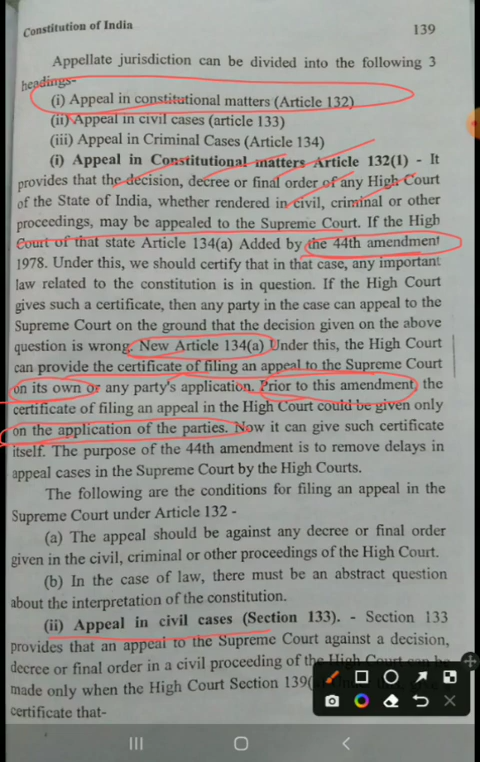 Constitution of India
139
Appellate jurisdiction can be divided into the following 3
headings-
(i) Appeal in constitutional matters (Article 132)
(ii) Appeal in civil cases (article 133)
(iii) Appeal in Criminal Cases (Article 134)
(i) Appeal in Constitutional matters Article 132(1) - It
provides that the decision, decree or final order of any High Court
of the State of India, whether rendered in civil, criminal or other
proceedings, may be appealed to the Supreme Court. If the High
Court of that state Article 134(a) Added by the 44th amendment
1978. Under this, we should certify that in that case, any important
law related to the constitution is in question. If the High Court
gives such a certificate, then any party in the case can appeal to the
Supreme Court on the ground that the decision given on the above
question is wrong. New Article 134(a) Under this, the High Court
can provide the certificate of filing an appeal to the Supreme Court
on its own or any party's application. Prior to this amendment, the
certificate of filing an appeal in the High Court could be given only
on the application of the parties. Now it can give such certificate
itself. The purpose of the 44th amendment is to remove delays in
appeal cases in the Supreme Court by the High Courts.
The following are the conditions for filing an appeal in the
Supreme Court under Article 132 -
(a) The appeal should be against any decree or final order
given in the civil, criminal or other proceedings of the High Court.
(b) In the case of law, there must be an abstract question
about the interpretation of the constitution.
(ii) Appeal in civil cases (Section 133). - Section 133
provides that an appeal to the Supreme Court against a decision,
decree or final order in a civil proceeding of the High Court can be
made only when the High Court Section 139(
certificate that-